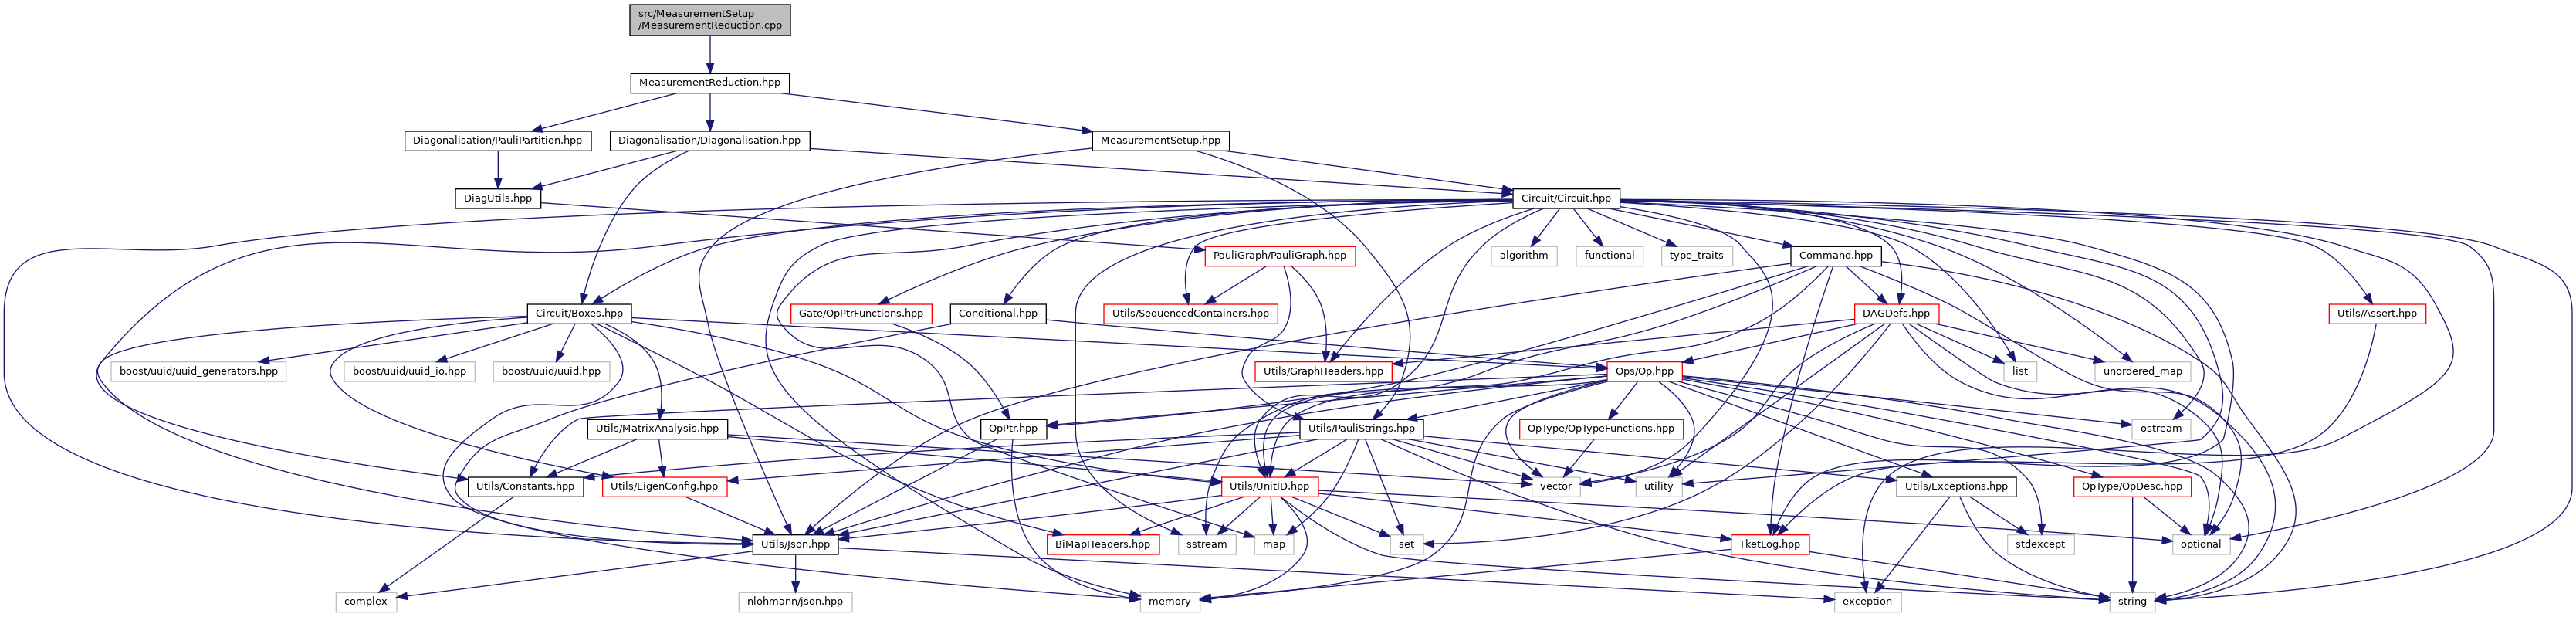 src/MeasurementSetup
/MeasurementReduction.cpp
MeasurementReduction.hpp
Diagonalisation/PauliPartition.hpp
Diagonalisation/Diagonalisation.hpp
MeasurementSetup.hpp
DiagUtils.hpp
Circuit/Circuit.hpp
PauliGraph/PauliGraph.hpp
algorithm
functional
type_traits
Command.hpp
Circuit/Boxes.hpp
Gate/OpPtrFunctions.hpp
Conditional.hpp
Utils/SequencedContainers.hpp
DAGDefs.hpp
Utils/Assert.hpp
boost/uuid/uuid_generators.hpp
boost/uuid/uuid_io.hpp
boost/uuid/uuid.hpp
Utils/GraphHeaders.hpp
Ops/Op.hpp
list
unordered_map
Utils/MatrixAnalysis.hpp
OpPtr.hpp
Utils/PauliStrings.hpp
OpType/OpTypeFunctions.hpp
ostream
Utils/Constants.hpp
Utils/EigenConfig.hpp
Utils/UnitID.hpp
vector
utility
Utils/Exceptions.hpp
OpType/OpDesc.hpp
Utils/Json.hpp
BiMapHeaders.hpp
sstream
map
set
TketLog.hpp
stdexcept
optional
complex
nlohmann/json.hpp
memory
exception
string